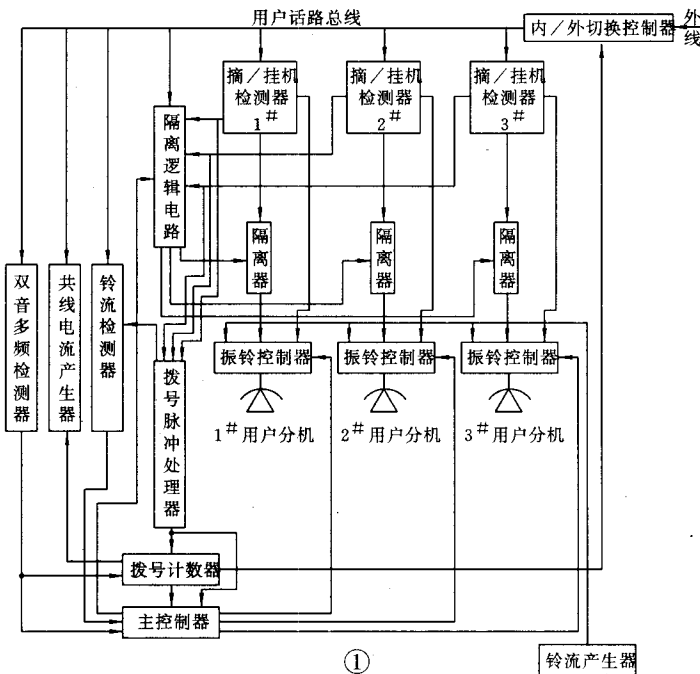 用户话路总线
内／外切换控制器
外线
摘／挂机检测器
1#
摘／挂机检测器
2#
摘／挂机检测器
3#
隔离逻辑电路
隔离器
隔离器
隔离器
双音多频检测器
共线电流产生器
铃流检测器
振铃控制器
振铃控制器
振铃控制器
拨号脉冲处理器
1#用户分机
2#用户分机
3#用户分机
拨号计数器
主控制器
①
铃流产生器